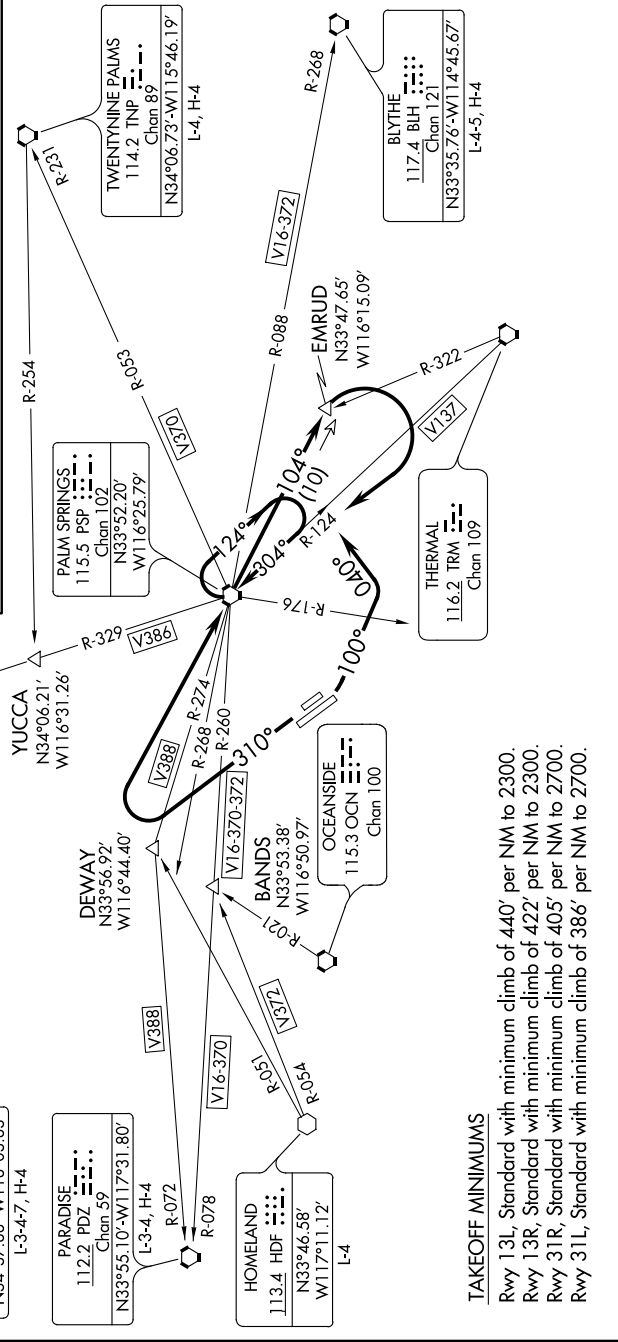 L-3-4-7, H-4
PARADISE
112.2 PDZ
Chan 59
N33°55.10'-W117°31.80'
L-3-4, H-4
R-072
R-078
V388
V16-370
HOMELAND
113.4 HDF
N33°46.58'
W117°11.12'
L-4
R-051
R-054
V372
DEWAY
N33°56.92'
W116°44.40'
BANDS
N33°53.38'
W116°50.97'
R-021
OCEANSIDE
115.3 OCN
Chan 100
V388
R-274
R-268
R-260
V16-370-372
310°
YUCCA
N34°06.21'
W116°31.26'
R-329
V386
R-254
PALM SPRINGS
115.5 PSP
Chan 102
N33°52.20'
W116°25.79'
R-053
V370
R-231
TWENTYNINE PALMS
114.2 TNP
Chan 89
N34°06.73'-W115°46.19'
L-4, H-4
124°
304°
104°
(10)
R-124
R-176
040°
100°
R-088
V16-372
R-268
EMRUD
N33°47.65'
W116°15.09'
R-322
V137
THERMAL
116.2 TRM
Chan 109
BLYTHE
117.4 BLH
Chan 121
N33°35.76'-W114°45.67'
L-4-5, H-4
TAKEOFF MINIMUMS
Rwy 13L, Standard with minimum climb of 440' per NM to 2300.
Rwy 13R, Standard with minimum climb of 422' per NM to 2300.
Rwy 31R, Standard with minimum climb of 405' per NM to 2700.
Rwy 31L, Standard with minimum climb of 386' per NM to 2700.